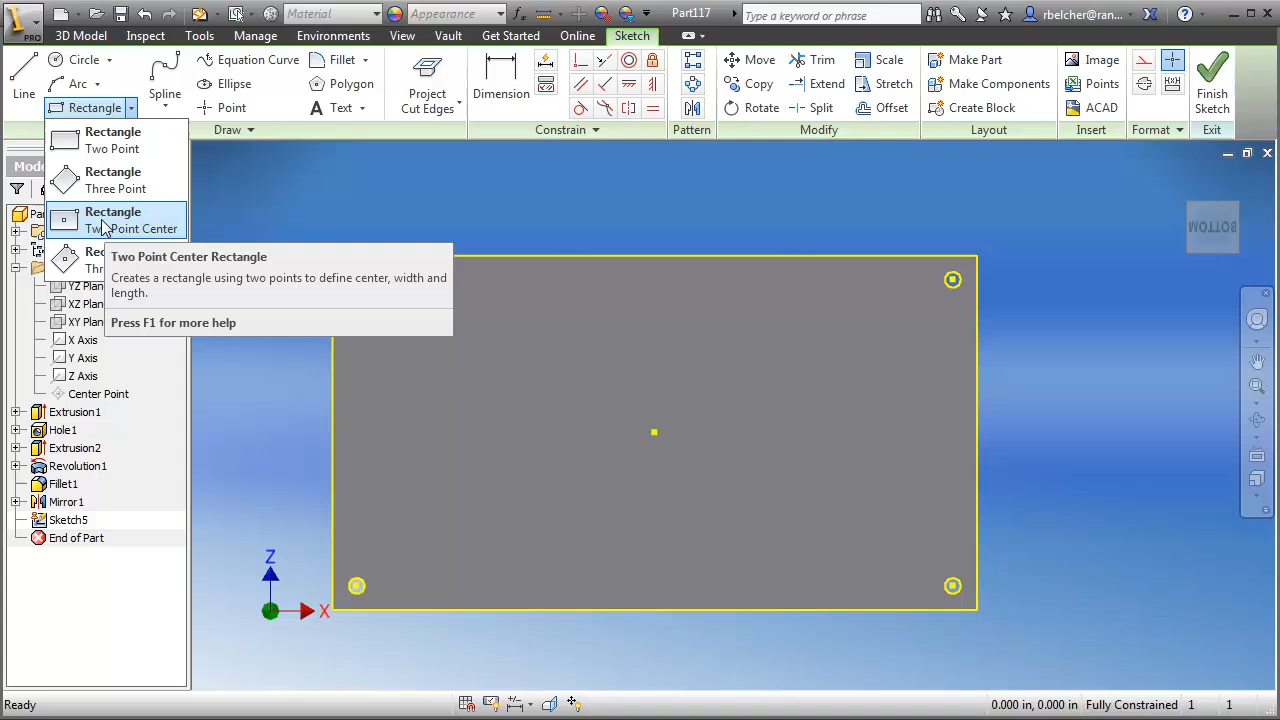 PRO
Material
Appearance
Part117
Type a keyword or phrase
rbelcher@ran...
3D Model
Inspect
Tools
Manage
Environments
View
Vault
Get Started
Online
Sketch
Line
Circle
Arc
Rectangle
Spline
Equation Curve
Ellipse
Point
Fillet
Polygon
Text
Project
Cut Edges
Dimension
Move
Copy
Rotate
Trim
Extend
Split
Scale
Stretch
Offset
Make Part
Make Components
Create Block
Image
Points
ACAD
Finish
Sketch
Draw
Constrain
Pattern
Modify
Layout
Insert
Format
Exit
Rectangle
Two Point
Rectangle
Three Point
Rectangle
Two Point Center
Two Point Center Rectangle
Creates a rectangle using two points to define center, width and
length.
Press F1 for more help
YZ Plan
XZ Plan
XY Plan
X Axis
Y Axis
Z Axis
Center Point
Extrusion1
Hole1
Extrusion2
Revolution1
Fillet1
Mirror1
Sketch5
End of Part
BOTTOM
Z
X
Ready
0.000 in, 0.000 in
Fully Constrained
1
1